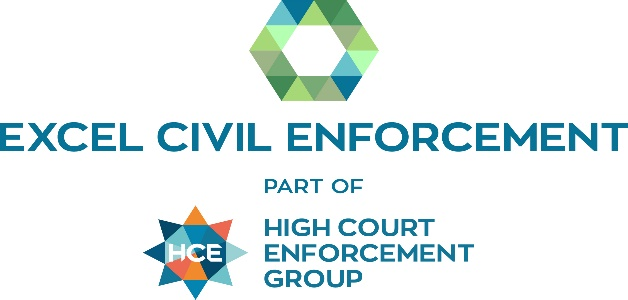 EXCEL CIVIL ENFORCEMENT
PART OF
HCE
HIGH COURT
ENFORCEMENT
GROUP